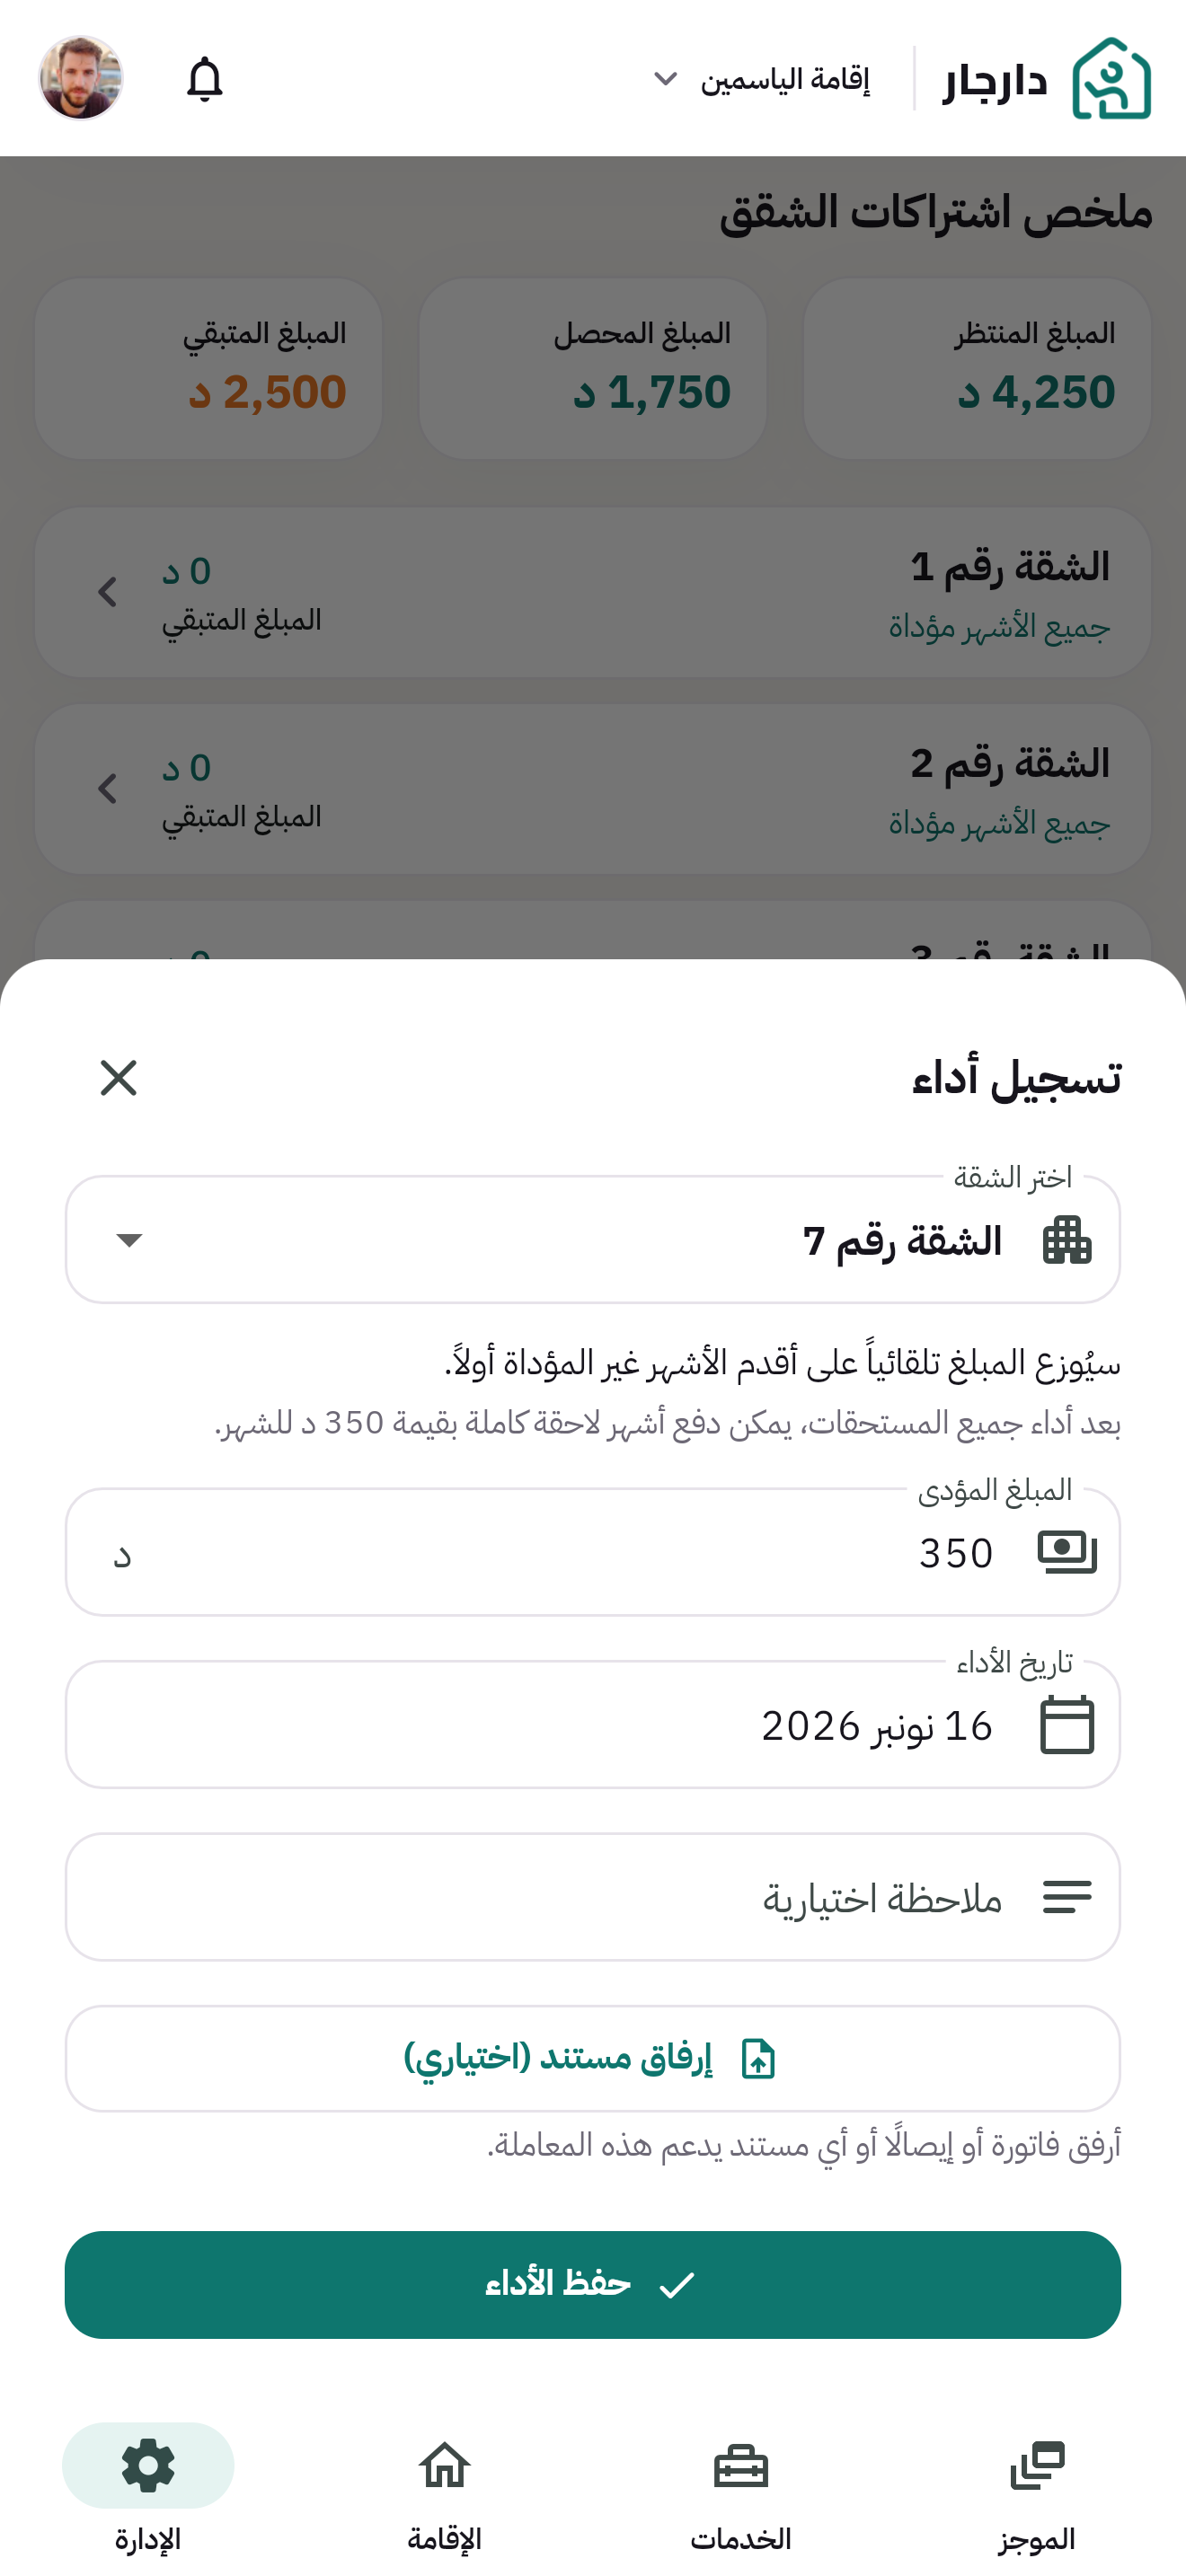 دارجار
إقامة الياسمين
ملخص اشتراكات الشقق
المبلغ المنتظر
4,250 د
المبلغ المحصل
1,750 د
المبلغ المتبقي
2,500 د
الشقة رقم 1
جميع الأشهر مؤداة
0 د
المبلغ المتبقي
الشقة رقم 2
جميع الأشهر مؤداة
0 د
المبلغ المتبقي
الشقة رقم 3
0 د
تسجيل أداء
اختر الشقة
الشقة رقم 7
سيُوزع المبلغ تلقائياً على أقدم الأشهر غير المؤداة أولاً.
بعد أداء جميع المستحقات، يمكن دفع أشهر لاحقة كاملة بقيمة 350 د للشهر.
المبلغ المؤدى
350
د
تاريخ الأداء
16 نونبر 2026
ملاحظة اختيارية
إرفاق مستند (اختياري)
أرفق فاتورة أو إيصالًا أو أي مستند يدعم هذه المعاملة.
حفظ الأداء
الموجز
الخدمات
الإقامة
الإدارة